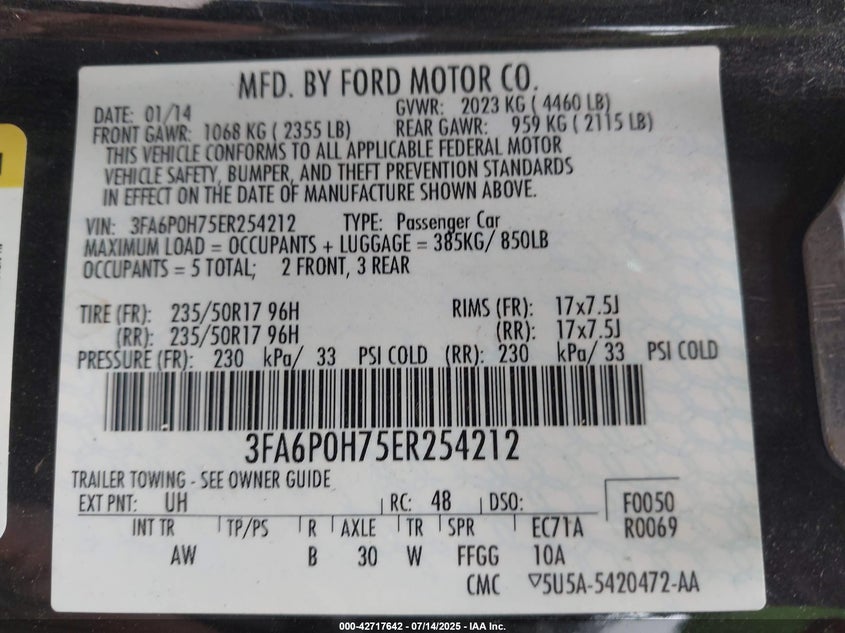 MFD. BY FORD MOTOR CO.
DATE: 01/14 GVWR: 2023 KG ( 4460 LB)
FRONT GAWR: 1068 KG ( 2355 LB) REAR GAWR: 959 KG ( 2115 LB)
THIS VEHICLE CONFORMS TO ALL APPLICABLE FEDERAL MOTOR
VEHICLE SAFETY, BUMPER, AND THEFT PREVENTION STANDARDS
IN EFFECT ON THE DATE OF MANUFACTURE SHOWN ABOVE.
VIN: 3FA6P0H75ER254212 TYPE: Passenger Car
MAXIMUM LOAD = OCCUPANTS + LUGGAGE = 385KG/ 850LB
OCCUPANTS = 5 TOTAL; 2 FRONT, 3 REAR
TIRE (FR): 235/50R17 96H RIMS (FR): 17x7.5J
(RR): 235/50R17 96H (RR): 17x7.5J
PRESSURE (FR): 230 kPa/ 33 PSI COLD (RR): 230 kPa/ 33 PSI COLD
3FA6P0H75ER254212
TRAILER TOWING - SEE OWNER GUIDE
EXT PNT: UH RC: 48 DSO: F0050
INT TR TP/PS R AXLE TR SPR EC71A R0069
AW B 30 W FFGG 10A
CMC ▽5U5A-5420472-AA
000-42717642 - 07/14/2025 - IAA Inc.